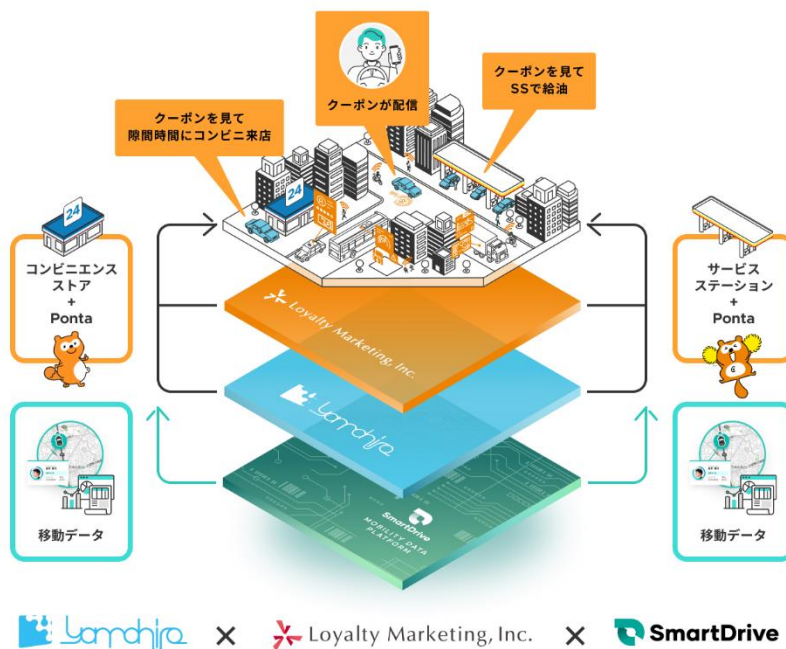 クーポンが配信
クーポンを見て
SSで給油
クーポンを見て
隙間時間にコンビニ来店
24
24
コンビニエンス
ストア
+
Ponta
サービス
ステーション
+
Ponta
Loyalty Marketing, Inc.
yamahira
SmartDrive
MOBILITY DATA
PLATFORM
移動データ
移動データ
yamahira × Loyalty Marketing, Inc. × SmartDrive